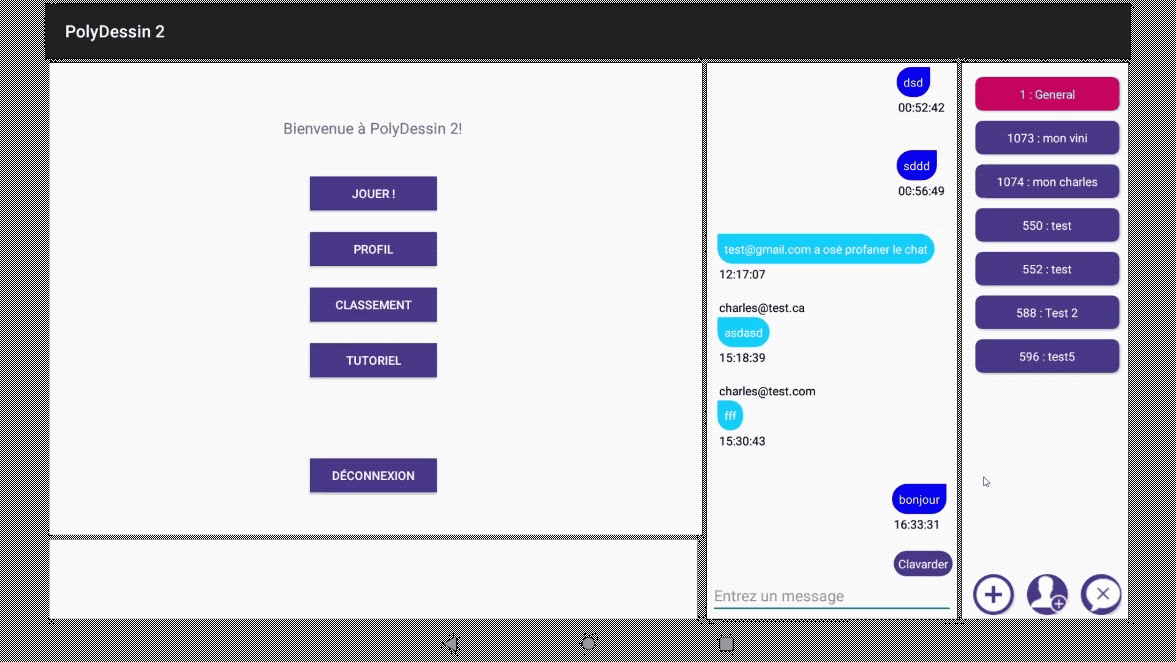 PolyDessin 2
Bienvenue à PolyDessin 2!
JOUER !
PROFIL
CLASSEMENT
TUTORIEL
DÉCONNEXION
dsd
00:52:42
sddd
00:56:49
test@gmail.com a osé profaner le chat
12:17:07
charles@test.ca
asdasd
15:18:39
charles@test.com
fff
15:30:43
bonjour
16:33:31
Clavarder
Entrez un message
1 : General
1073 : mon vini
1074 : mon charles
550 : test
552 : test
588 : Test 2
596 : test5